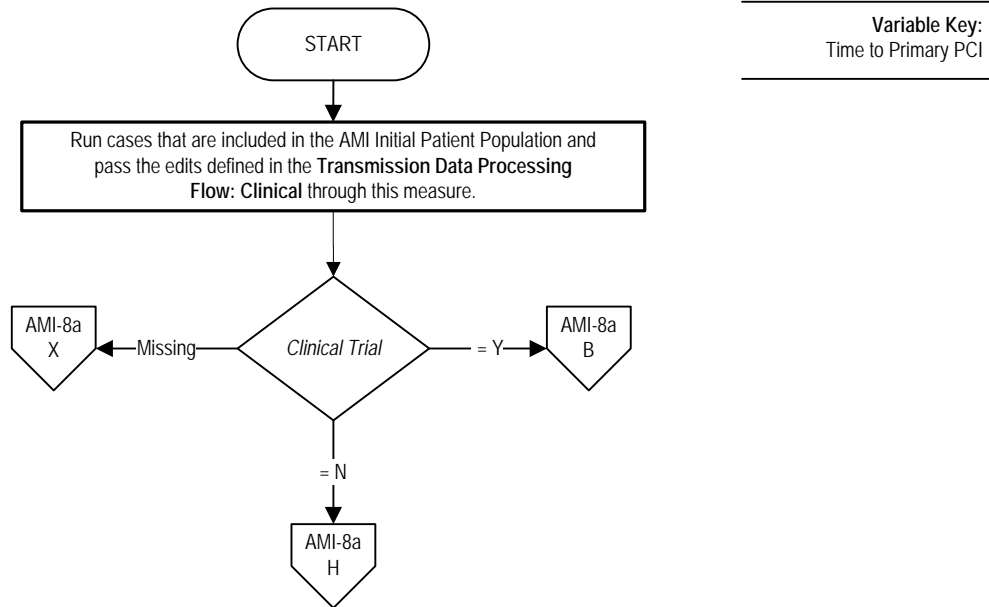 START
Variable Key:
Time to Primary PCI
Run cases that are included in the AMI Initial Patient Population and
pass the edits defined in the Transmission Data Processing
Flow: Clinical through this measure.
AMI-8a
X
Missing
Clinical Trial
= Y
AMI-8a
B
= N
AMI-8a
H